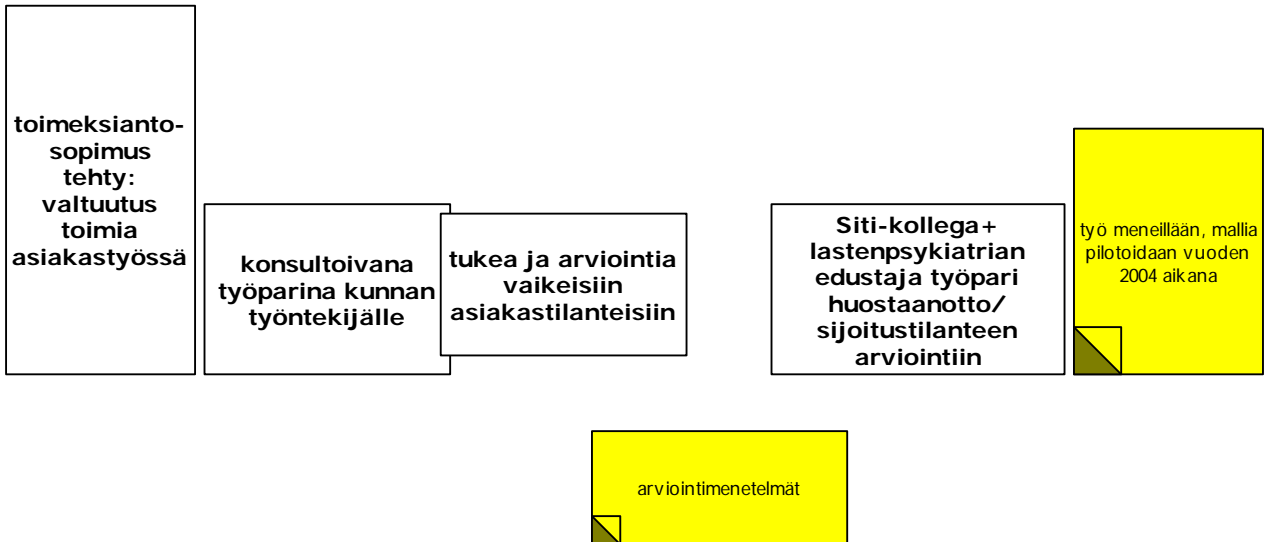 toimeksianto-
sopimus
tehty:
valtuutus
toimia
asiakastyössä
konsultoivana
työparina kunnan
työntekijälle
tukea ja arviointia
vaikeisiin
asiakastilanteisiin
Siti-kollega+
lastenpsykiatrian
edustaja työpari
huostaanotto/
sijoitustilanteen
arviointiin
työ meneillään, mallia
pilotoidaan vuoden
2004 aikana
arviointimenetelmät